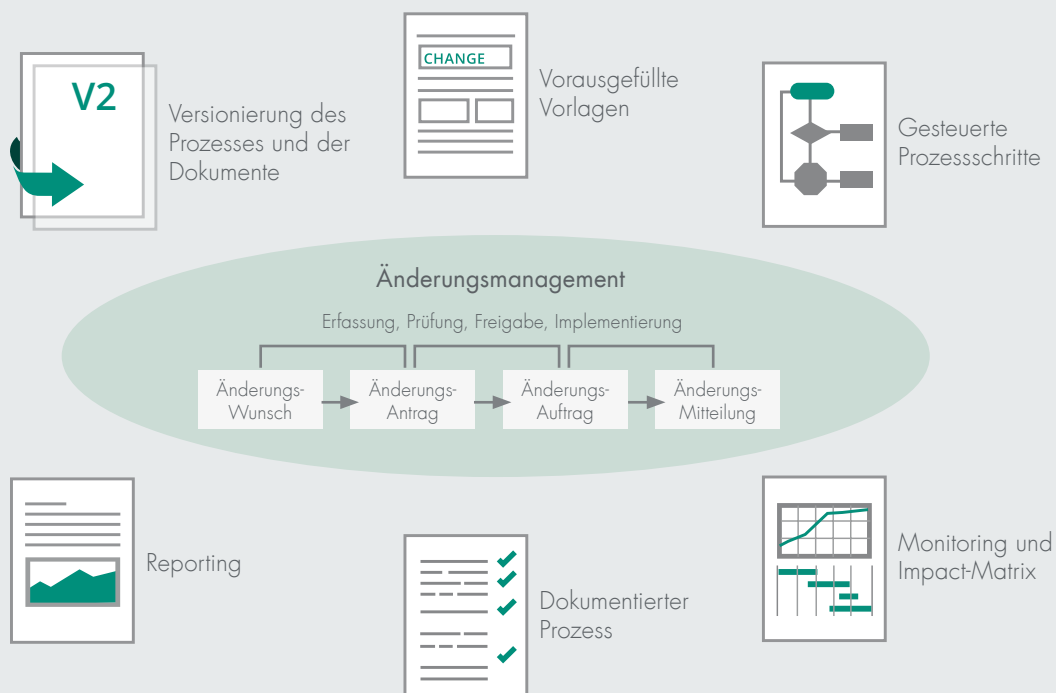 V2
Versionierung des
Prozesses und der
Dokumente
CHANGE
Vorausgefüllte
Vorlagen
Gesteuerte
Prozessschritte
Änderungsmanagement
Erfassung, Prüfung, Freigabe, Implementierung
Änderungs-
Wunsch
Änderungs-
Antrag
Änderungs-
Auftrag
Änderungs-
Mitteilung
Reporting
Dokumentierter
Prozess
Monitoring und
Impact-Matrix